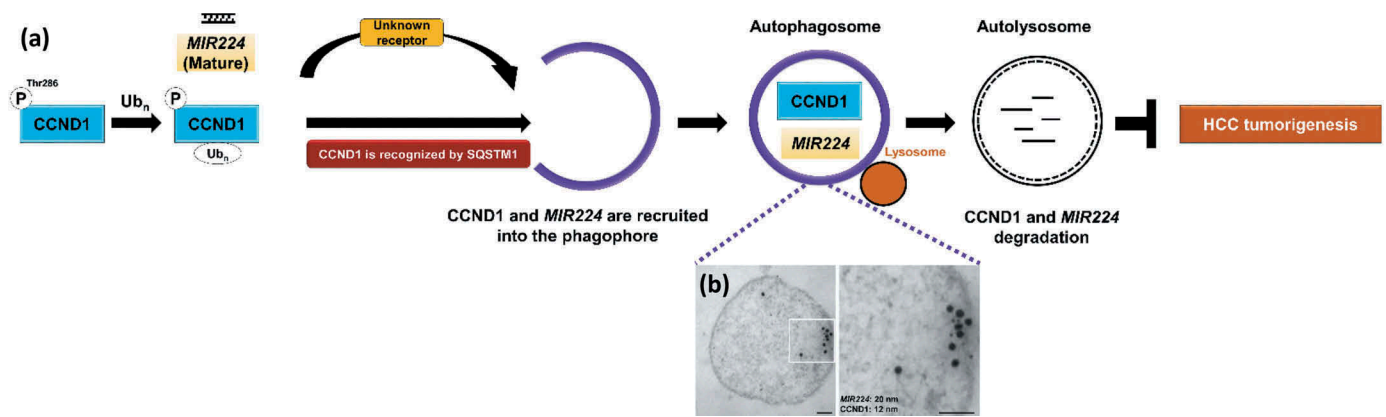 (a)
MIR224
(Mature)
Thr286
P
CCND1
Ubn
P
CCND1
Ubn
Unknown
receptor
CCND1 is recognized by SQSTM1
CCND1 and MIR224 are recruited
into the phagophore
Autophagosome
CCND1
MIR224
Lysosome
Autolysosome
CCND1 and MIR224
degradation
HCC tumorigenesis
(b)
MIR224: 20 nm
CCND1: 12 nm